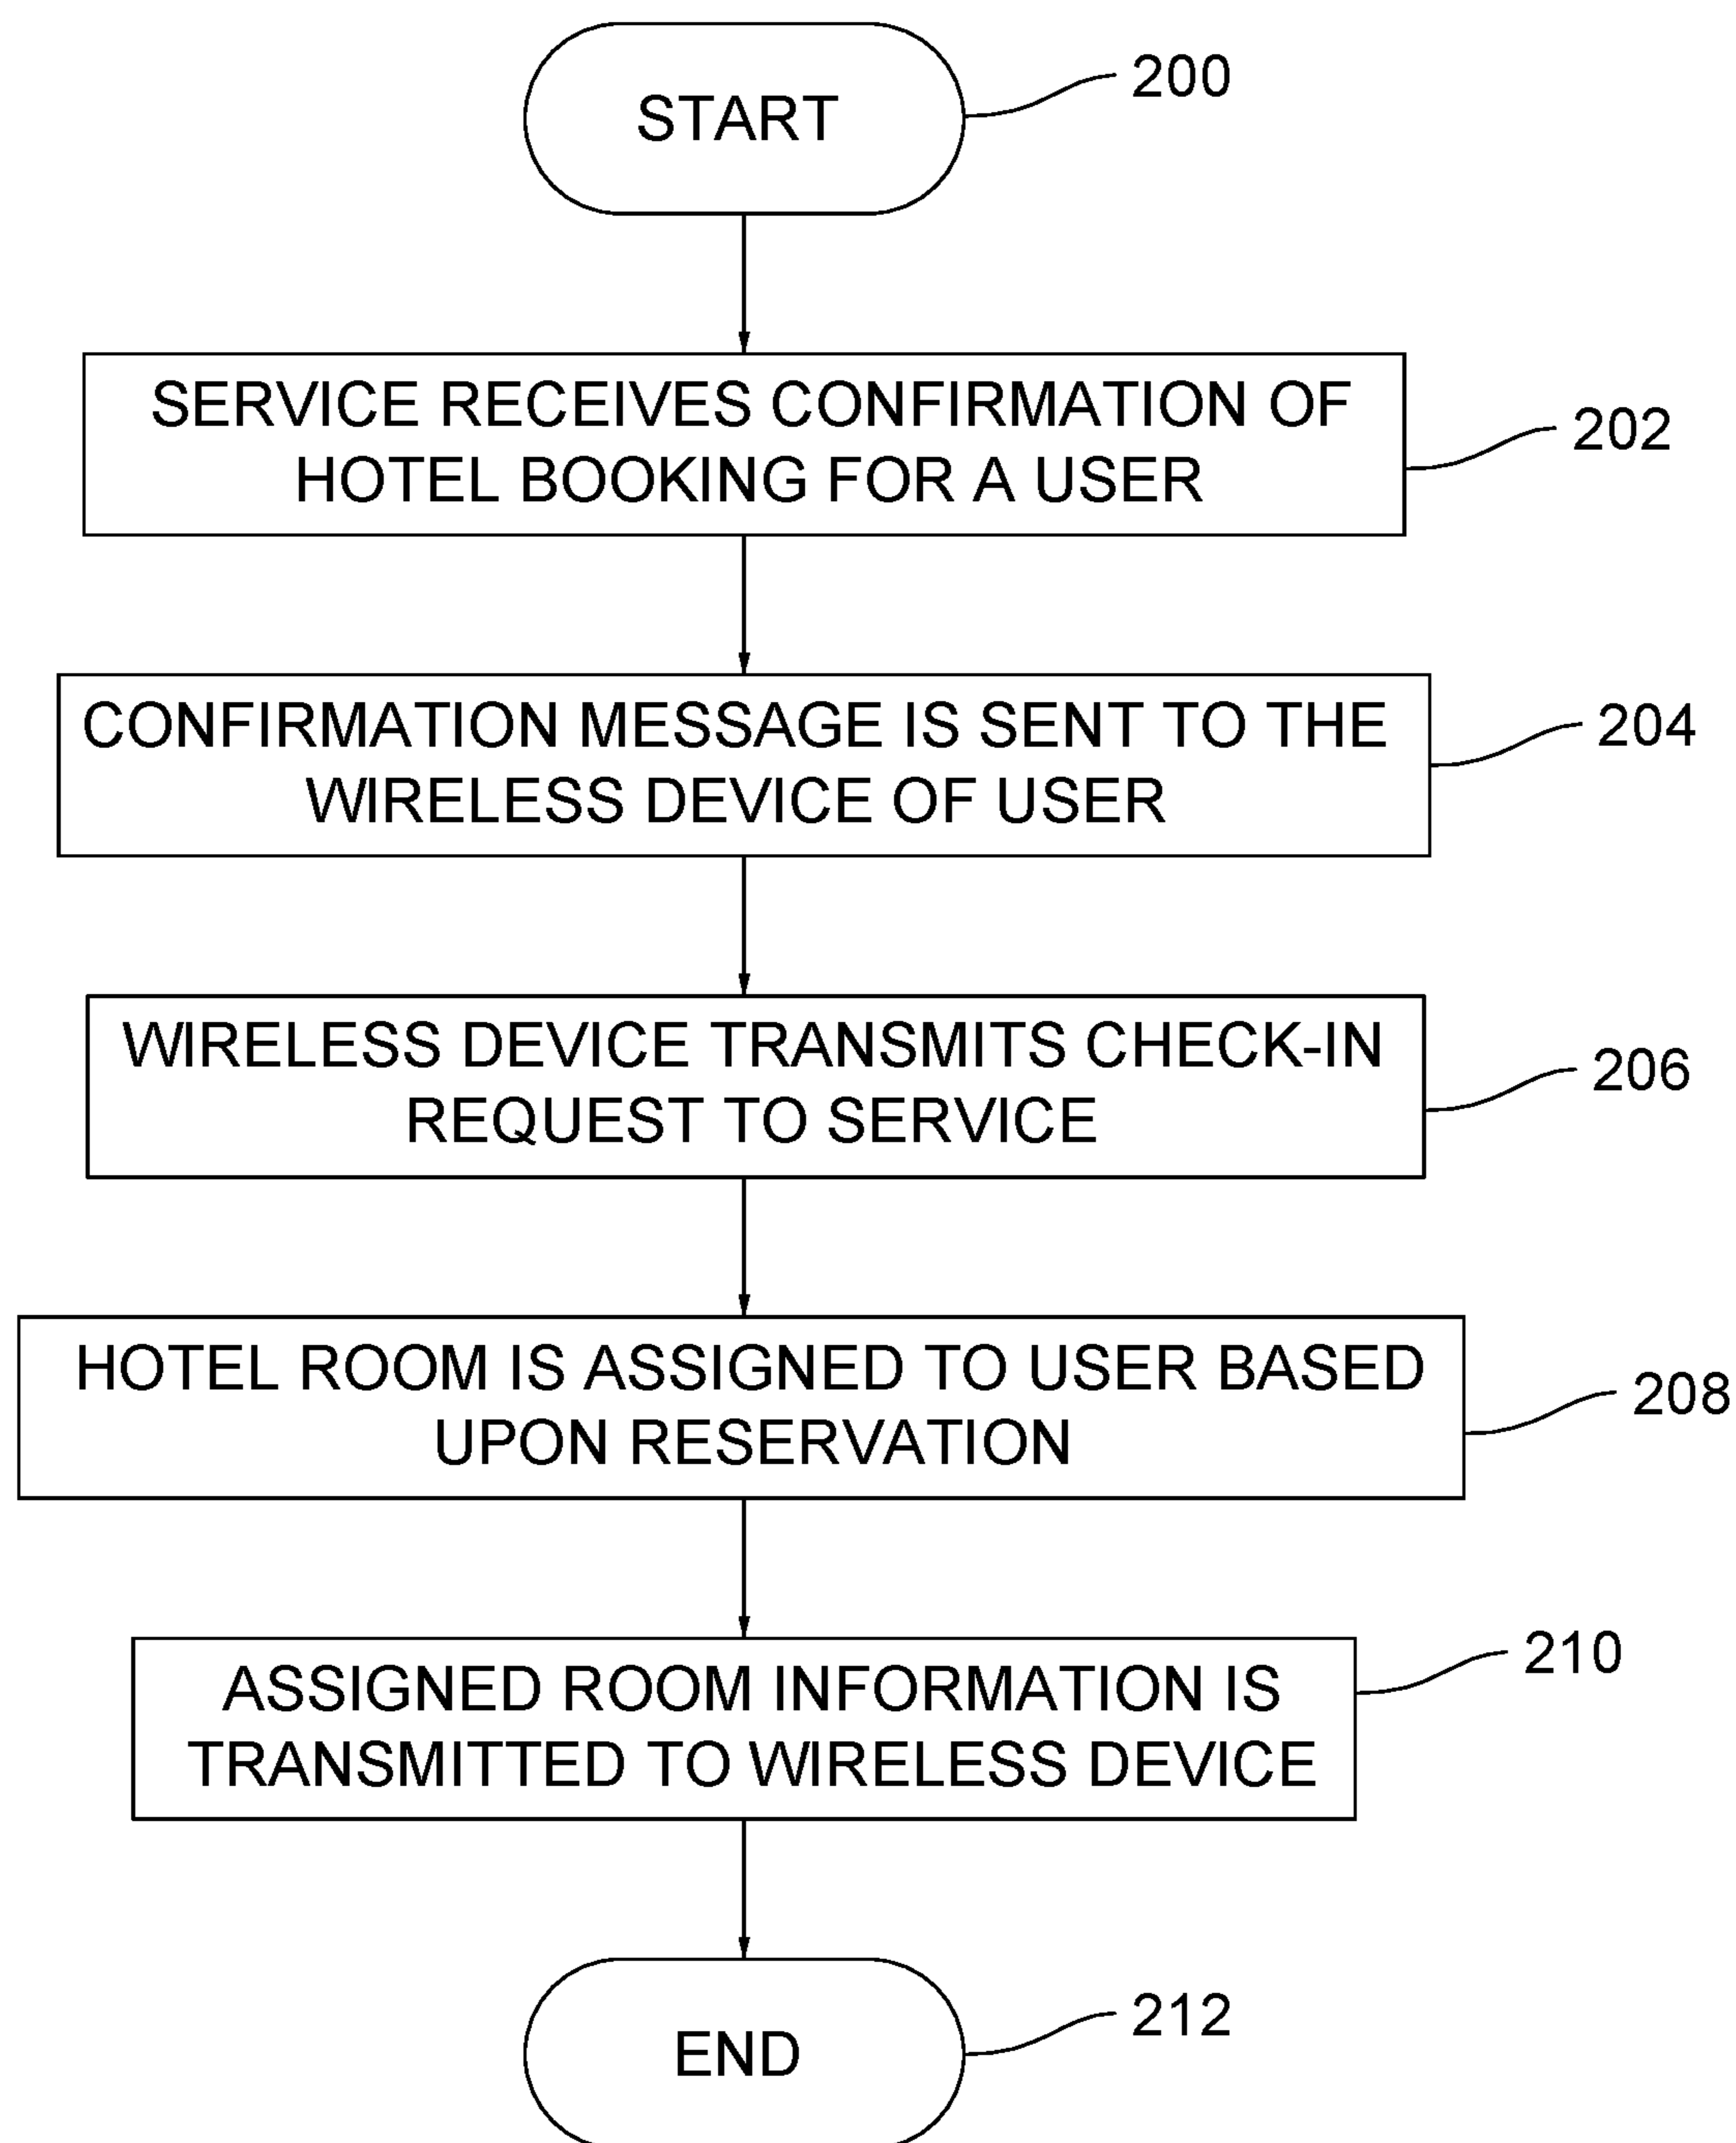 START
200
SERVICE RECEIVES CONFIRMATION OF
HOTEL BOOKING FOR A USER
202
CONFIRMATION MESSAGE IS SENT TO THE
WIRELESS DEVICE OF USER
204
WIRELESS DEVICE TRANSMITS CHECK-IN
REQUEST TO SERVICE
206
HOTEL ROOM IS ASSIGNED TO USER BASED
UPON RESERVATION
208
ASSIGNED ROOM INFORMATION IS
TRANSMITTED TO WIRELESS DEVICE
210
END
212